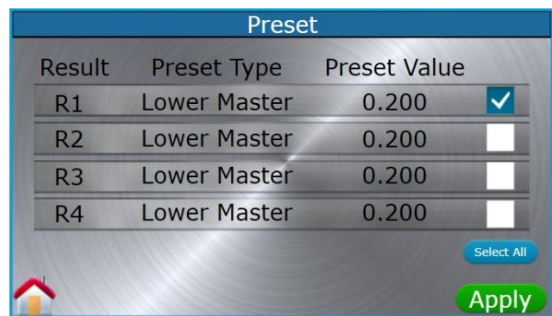 Preset
Result Preset Type Preset Value
R1 Lower Master 0.200
R2 Lower Master 0.200
R3 Lower Master 0.200
R4 Lower Master 0.200
Select All
Apply